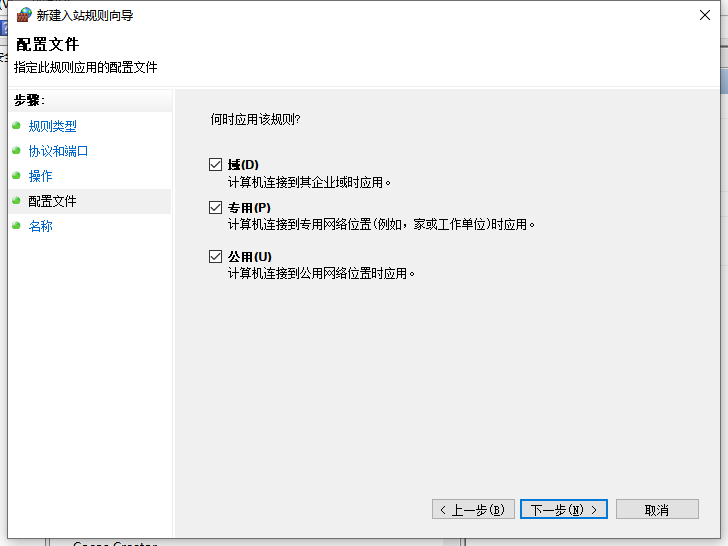 新建入站规则向导
配置文件
指定此规则应用的配置文件
步骤:
规则类型
协议和端口
操作
配置文件
名称
何时应用该规则?
域(D)
计算机连接到其企业域时应用。
专用(P)
计算机连接到专用网络位置(例如，家或工作单位)时应用。
公用(U)
计算机连接到公用网络位置时应用。
< 上一步(B)
下一步(N) >
取消